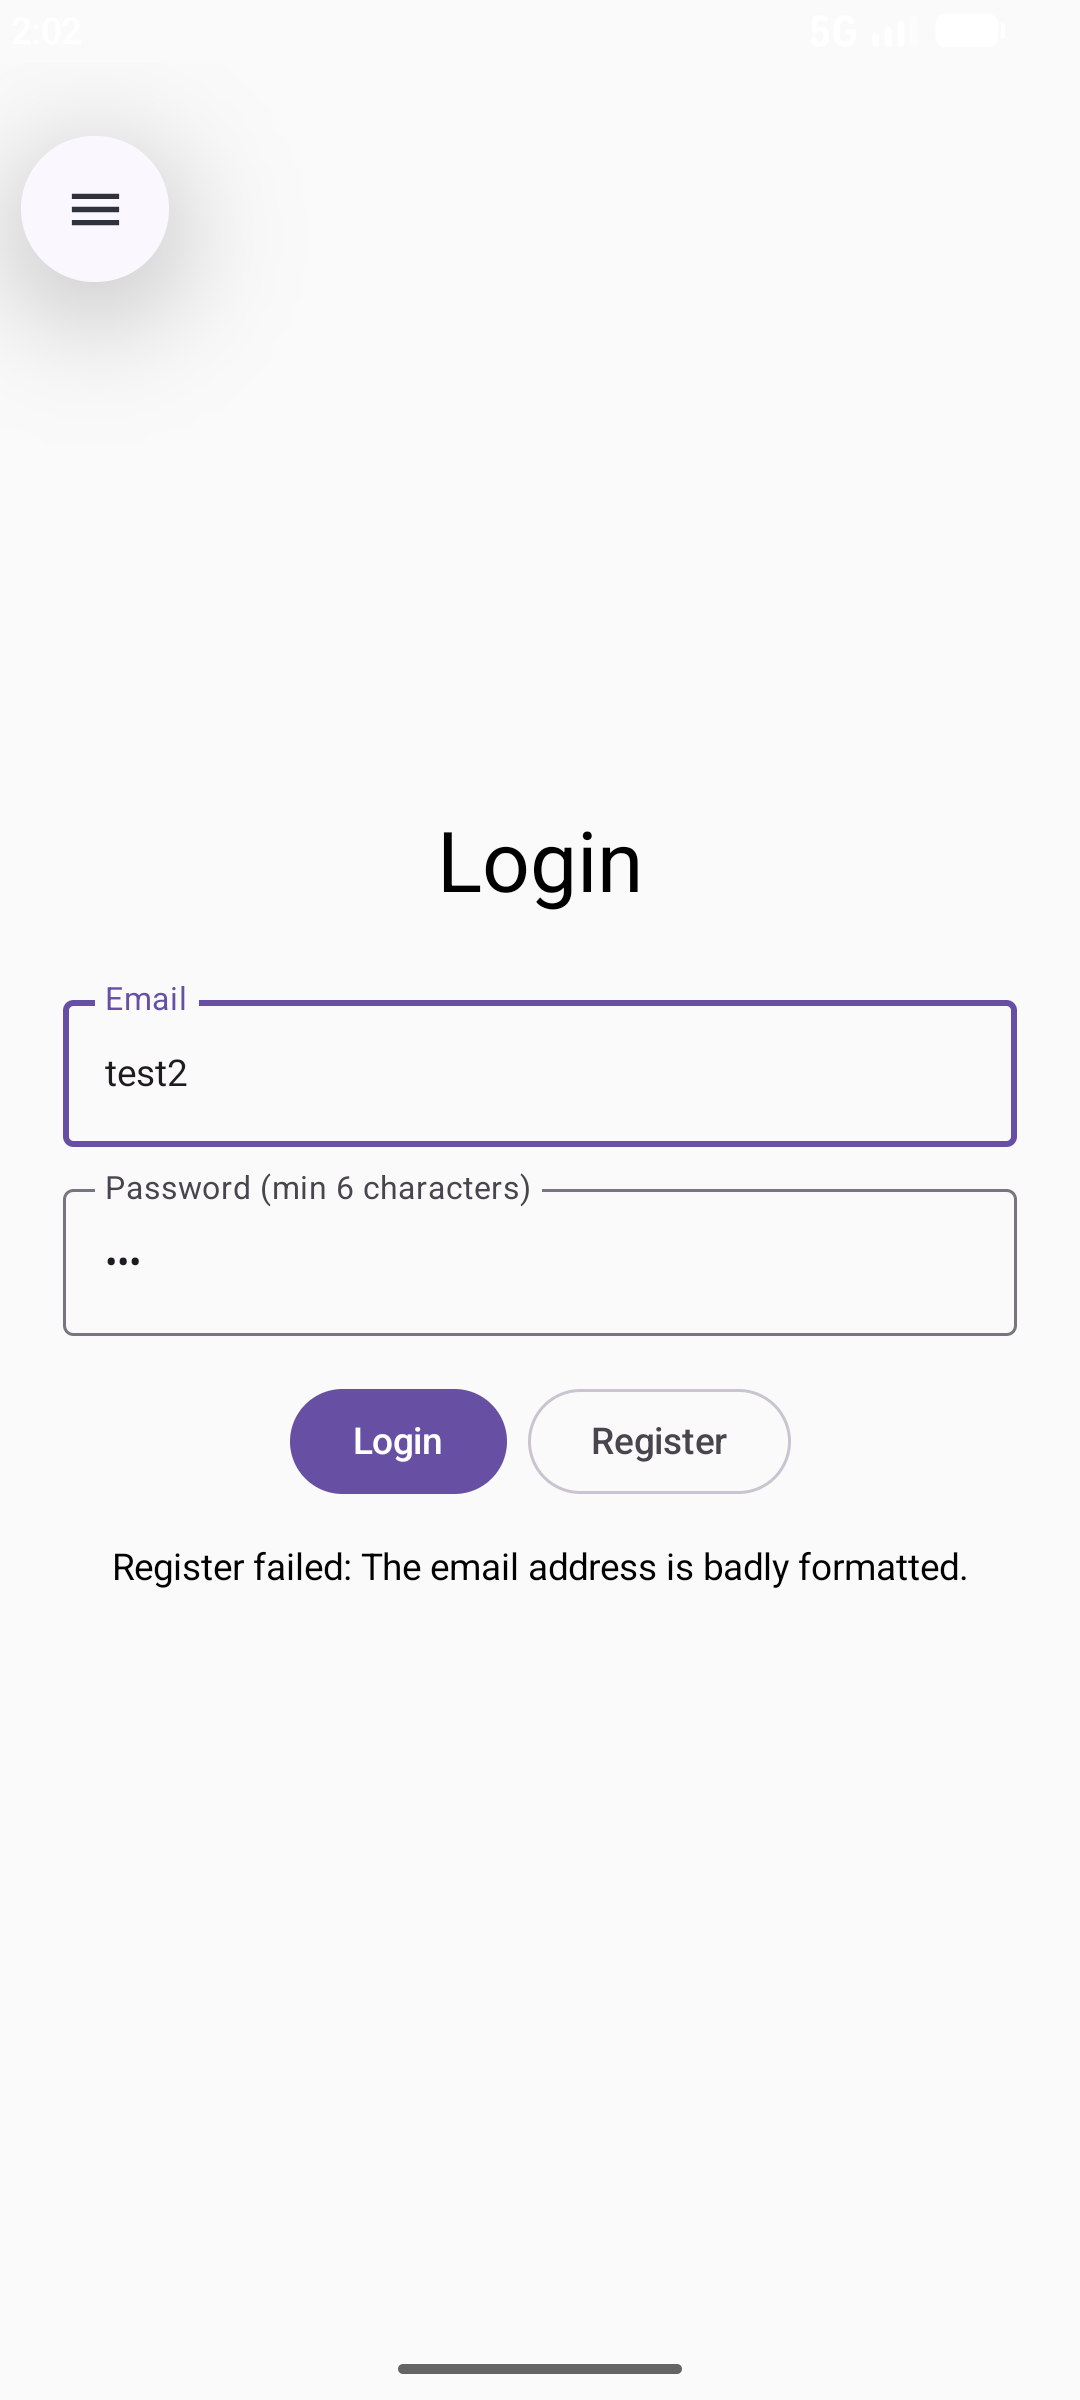 2:02 5G
Login
Email
test2
Password (min 6 characters)
•••
Login Register
Register failed: The email address is badly formatted.